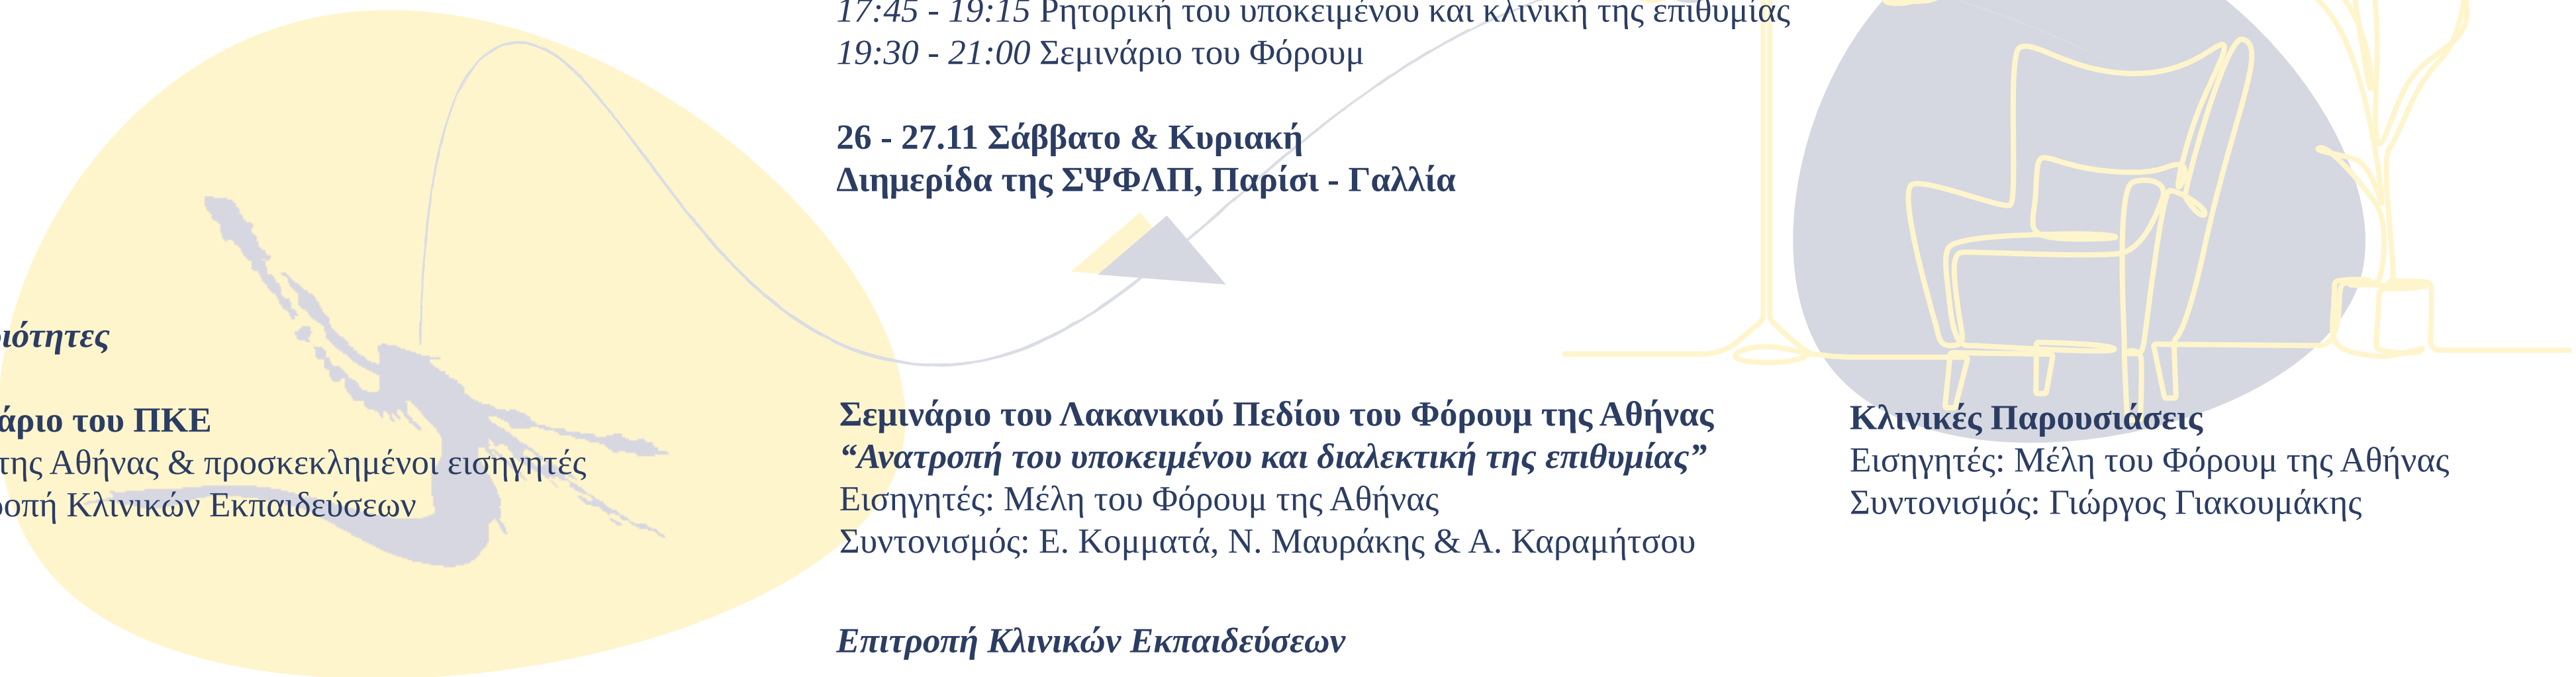 17:45 - 19:15 Ρητορική του υποκειμένου και κλινική της επιθυμίας
19:30 - 21:00 Σεμινάριο του Φόρουμ
26 - 27.11 Σάββατο & Κυριακή
Διημερίδα της ΣΨΦΛΠ, Παρίσι - Γαλλία
ιότητες
άριο του ΠΚΕ
της Αθήνας & προσκεκλημένοι εισηγητές
οπή Κλινικών Εκπαιδεύσεων
Σεμινάριο του Λακανικού Πεδίου του Φόρουμ της Αθήνας
“Ανατροπή του υποκειμένου και διαλεκτική της επιθυμίας”
Εισηγητές: Μέλη του Φόρουμ της Αθήνας
Συντονισμός: Ε. Κομματά, Ν. Μαυράκης & Α. Καραμήτσου
Επιτροπή Κλινικών Εκπαιδεύσεων
Κλινικές Παρουσιάσεις
Εισηγητές: Μέλη του Φόρουμ της Αθήνας
Συντονισμός: Γιώργος Γιακουμάκης